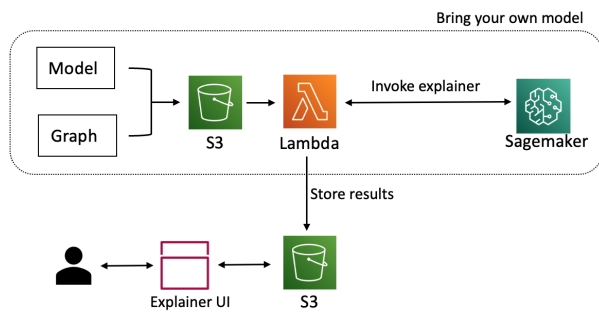 Bring your own model
Model
Graph
S3
Lambda
Invoke explainer
Sagemaker
Store results
Explainer UI
S3